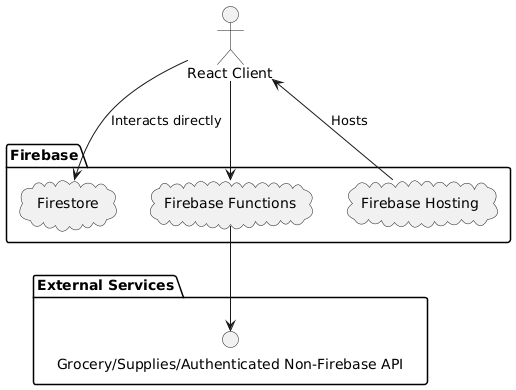 React Client
Interacts directly
Hosts
Firebase
Firestore
Firebase Functions
Firebase Hosting
External Services
Grocery/Supplies/Authenticated Non-Firebase API